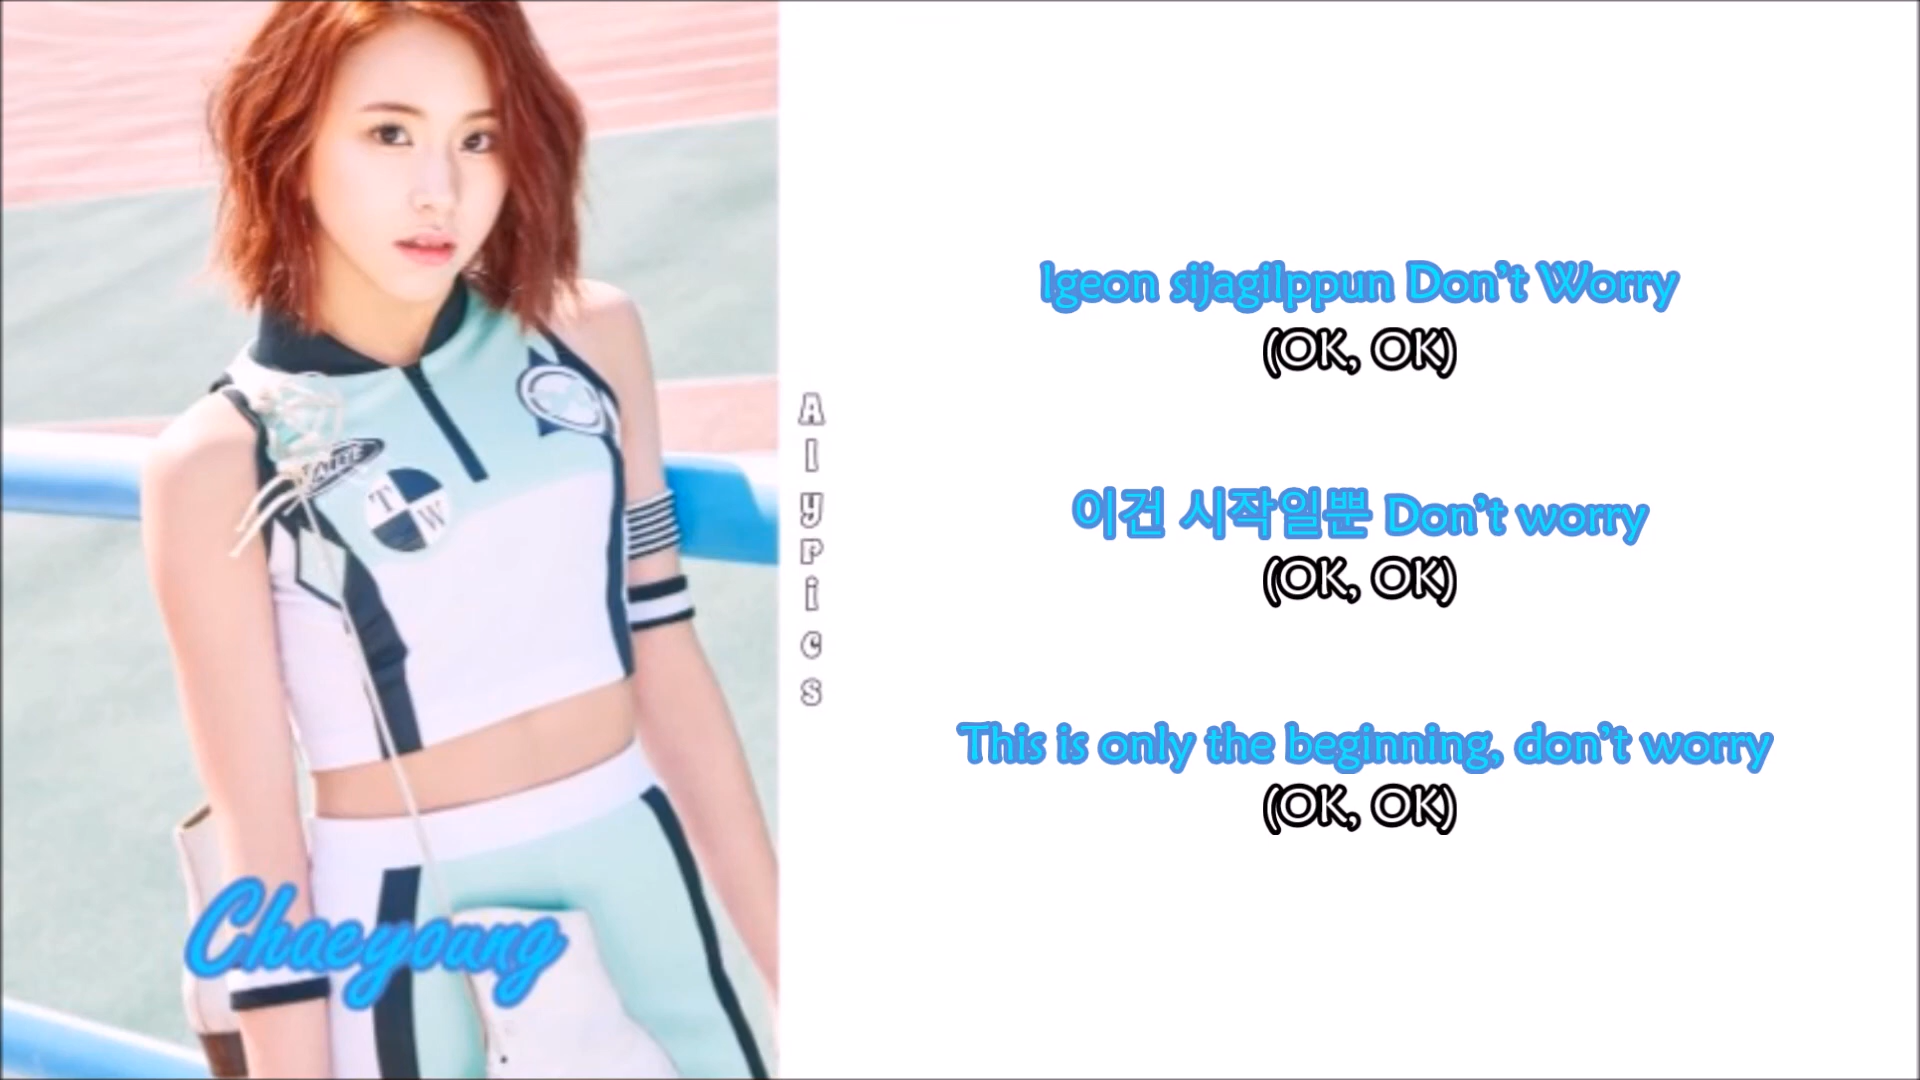 Igeon sijagilppun Don't Worry
(OK, OK)
이건 시작일뿐 Don't worry
(OK, OK)
This is only the beginning, don't worry
(OK, OK)
Alypics
Chaeyoung
T W